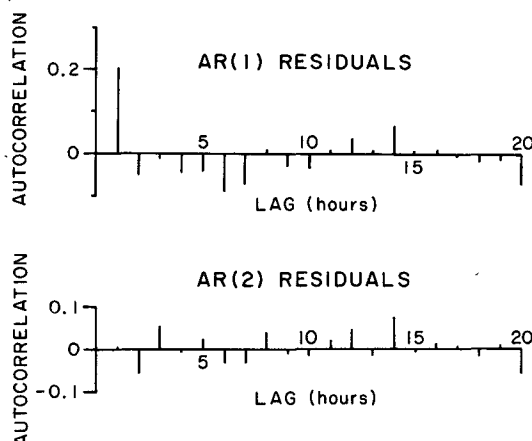 AUTOCORRELATION
AR(1) RESIDUALS
0.2
0
5
10
15
20
LAG (hours)
AUTOCORRELATION
AR(2) RESIDUALS
0.1
0
-0.1
5
10
15
20
LAG (hours)